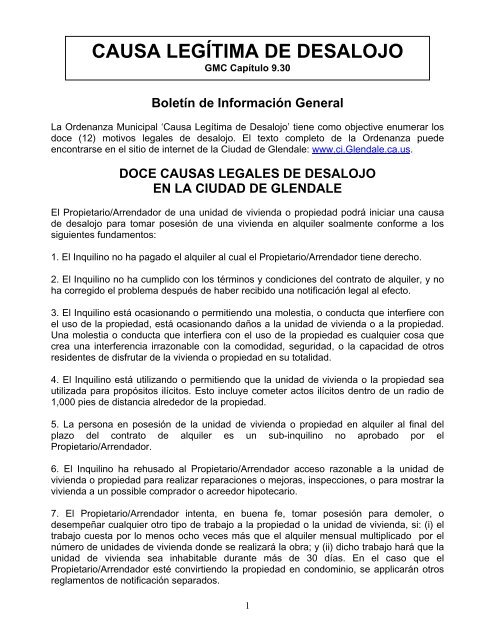 CAUSA LEGÍTIMA DE DESALOJO
GMC Capítulo 9.30
Boletín de Información General
La Ordenanza Municipal ‘Causa Legítima de Desalojo’ tiene como objective enumerar los
doce (12) motivos legales de desalojo. El texto completo de la Ordenanza puede
encontrarse en el sitio de internet de la Ciudad de Glendale: www.ci.Glendale.ca.us.
DOCE CAUSAS LEGALES DE DESALOJO
EN LA CIUDAD DE GLENDALE
El Propietario/Arrendador de una unidad de vivienda o propiedad podrá iniciar una causa
de desalojo para tomar posesión de una vivienda en alquiler soalmente conforme a los
siguientes fundamentos:
1. El Inquilino no ha pagado el alquiler al cual el Propietario/Arrendador tiene derecho.
2. El Inquilino no ha cumplido con los términos y condiciones del contrato de alquiler, y no
ha corregido el problema después de haber recibido una notificación legal al efecto.
3. El Inquilino está ocasionando o permitiendo una molestia, o conducta que interfiere con
el uso de la propiedad, está ocasionando daños a la unidad de vivienda o a la propiedad.
Una molestia o conducta que interfiera con el uso de la propiedad es cualquier cosa que
crea una interferencia irrazonable con la comodidad, seguridad, o la capacidad de otros
residentes de disfrutar de la vivienda o propiedad en su totalidad.
4. El Inquilino está utilizando o permitiendo que la unidad de vivienda o la propiedad sea
utilizada para propósitos ilícitos. Esto incluye cometer actos ilícitos dentro de un radio de
1,000 pies de distancia alrededor de la propiedad.
5. La persona en posesión de la unidad de vivienda o propiedad en alquiler al final del
plazo del contrato de alquiler es un sub-inquilino no aprobado por el
Propietario/Arrendador.
6. El Inquilino ha rehusado al Propietario/Arrendador acceso razonable a la unidad de
vivienda o propiedad para realizar reparaciones o mejoras, inspecciones, o para mostrar la
vivienda a un possible comprador o acreedor hipotecario.
7. El Propietario/Arrendador intenta, en buena fe, tomar posesión para demoler, o
desempeñar cualquier otro tipo de trabajo a la propiedad o la unidad de vivienda, si: (i) el
trabajo cuesta por lo menos ocho veces más que el alquiler mensual multiplicado por el
número de unidades de vivienda donde se realizará la obra; y (ii) dicho trabajo hará que la
unidad de vivienda sea inhabitable durante más de 30 días. En el caso que el
Propietario/Arrendador esté convirtiendo la propiedad en condominio, se aplicarán otros
reglamentos de notificación separados.
1